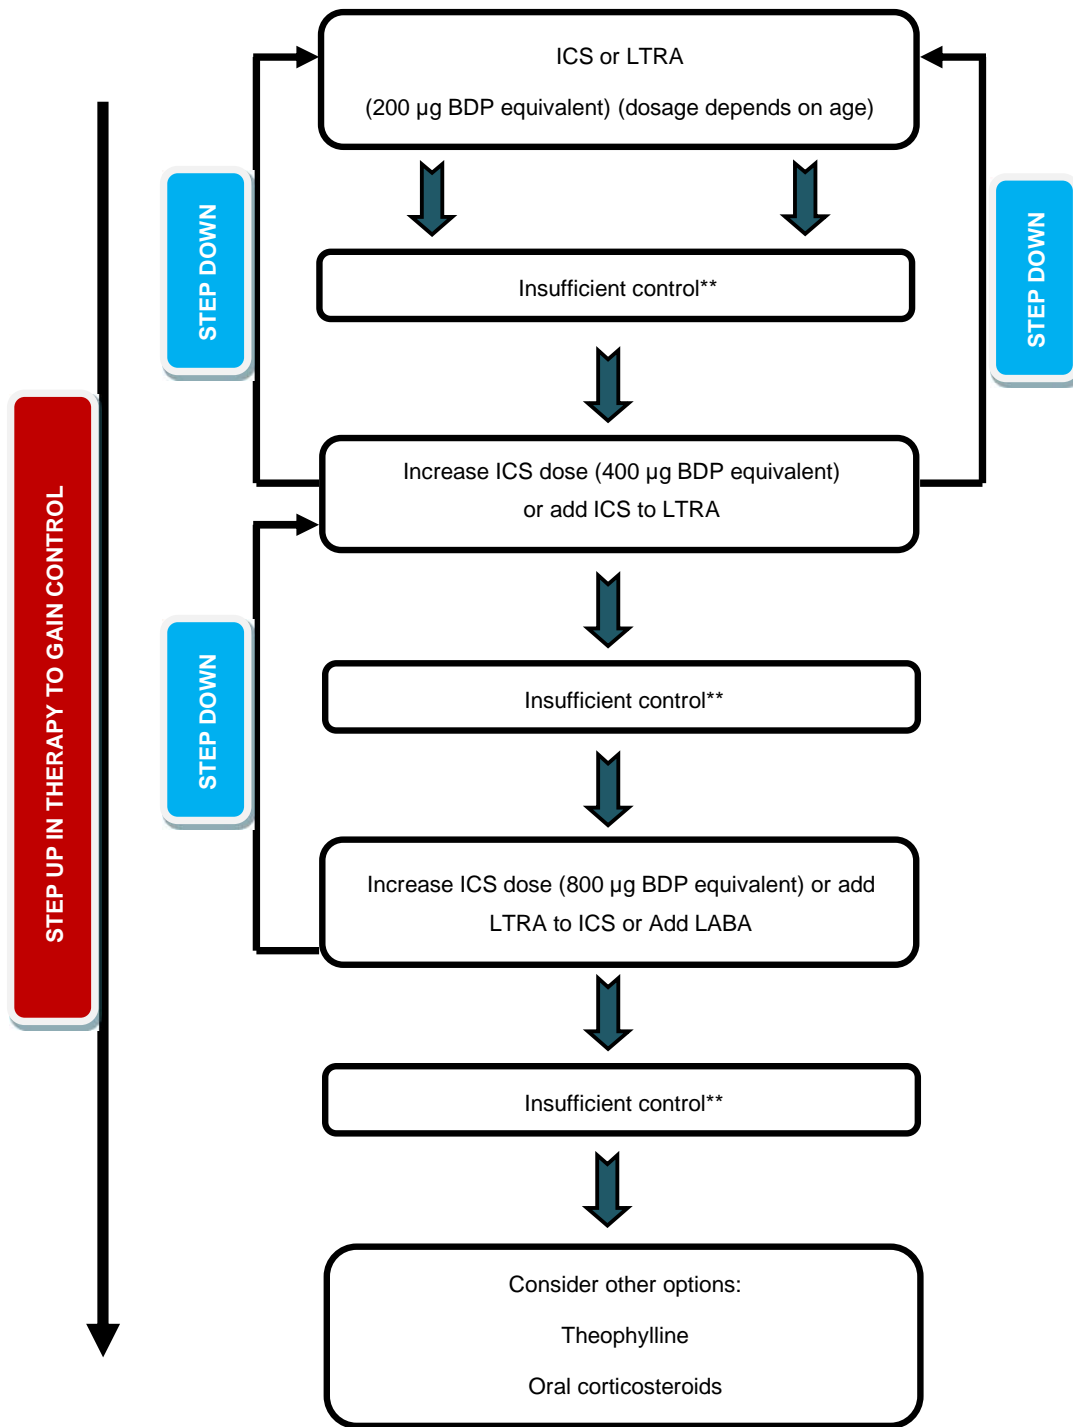 ICS or LTRA
(200 µg BDP equivalent) (dosage depends on age)
STEP DOWN
STEP DOWN
Insufficient control**
STEP UP IN THERAPY TO GAIN CONTROL
Increase ICS dose (400 µg BDP equivalent)
or add ICS to LTRA
STEP DOWN
Insufficient control**
Increase ICS dose (800 µg BDP equivalent) or add
LTRA to ICS or Add LABA
Insufficient control**
Consider other options:
Theophylline
Oral corticosteroids